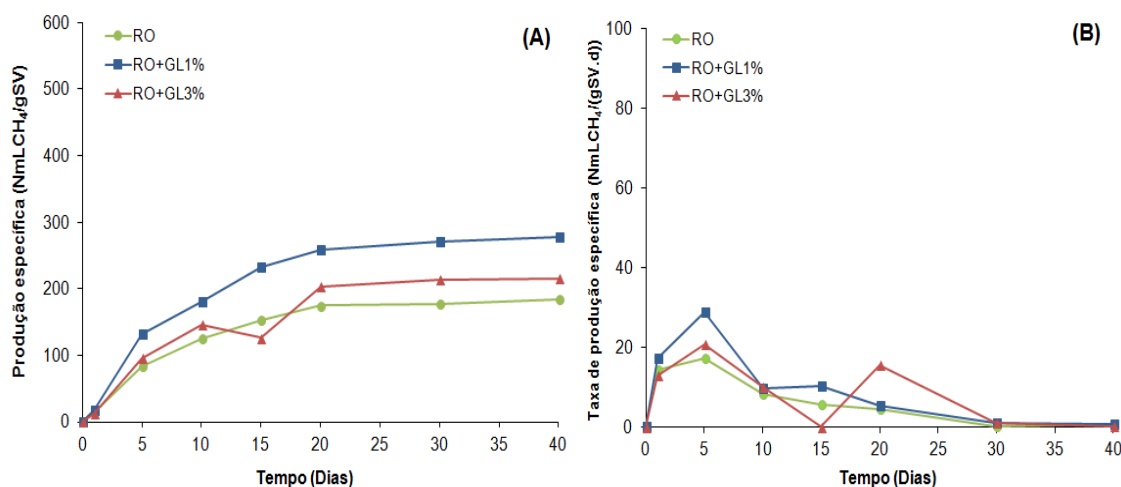 Produção específica (NmLCH₄/gSV)
600
500
400
300
200
100
0
(A)
RO
RO+GL1%
RO+GL3%
0 5 10 15 20 25 30 35 40
Tempo (Dias)
Taxa de produção específica (NmLCH₄/(gSV.d)
100
80
60
40
20
0
(B)
RO
RO+GL1%
RO+GL3%
0 5 10 15 20 25 30 35 40
Tempo (Dias)